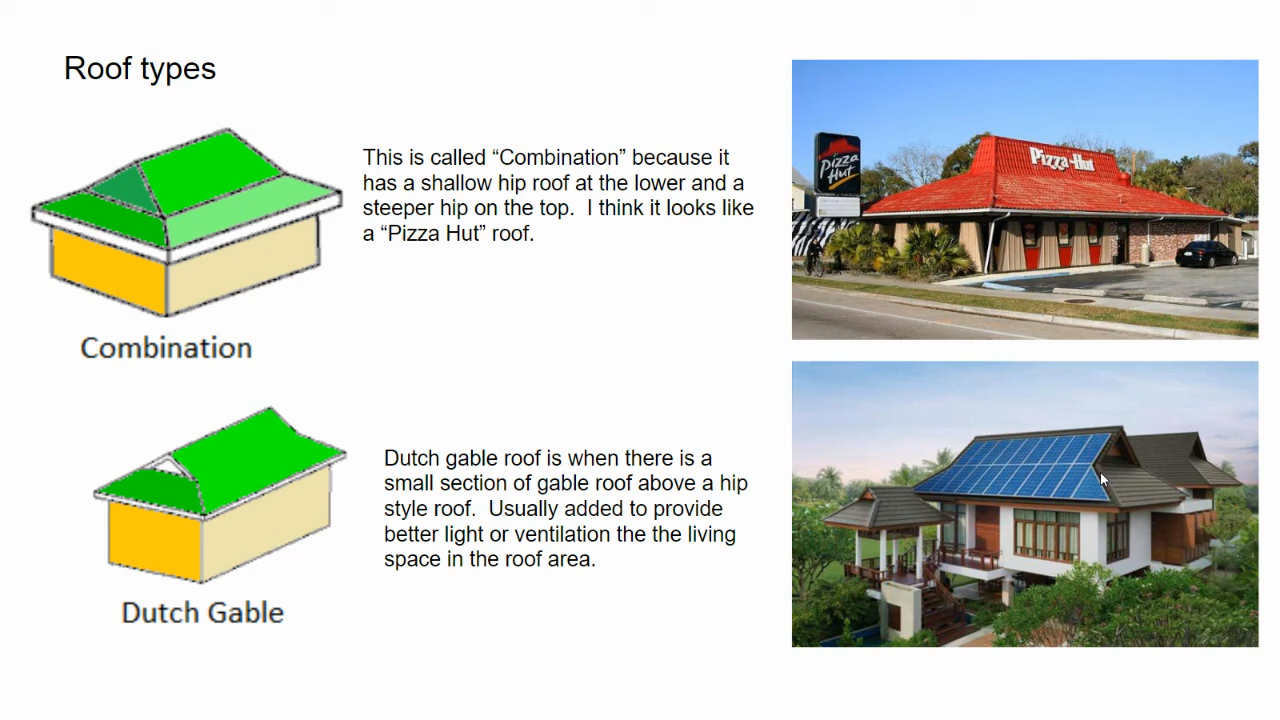 Roof types
This is called “Combination” because it
has a shallow hip roof at the lower and a
steeper hip on the top.  I think it looks like
a “Pizza Hut” roof.
Combination
Pizza-Hut
Pizza
Hut
Dutch gable roof is when there is a
small section of gable roof above a hip
style roof.  Usually added to provide
better light or ventilation the the living
space in the roof area.
Dutch Gable